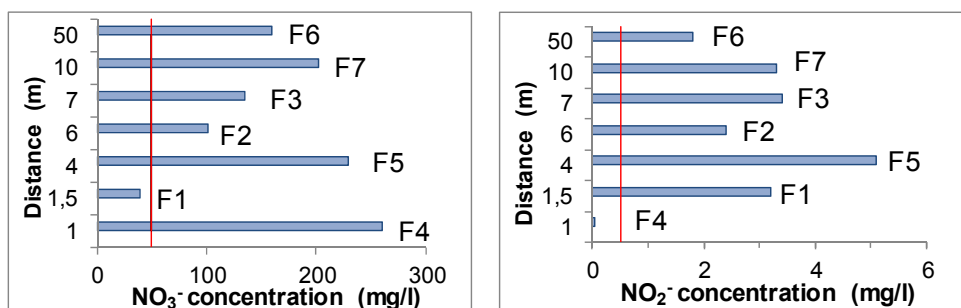 Distance (m)
50
10
7
6
4
1,5
1
F6
F7
F3
F2
F5
F1
F4
0
100
200
300
NO₃⁻ concentration (mg/l)
Distance (m)
50
10
7
6
4
1,5
1
F6
F7
F3
F2
F5
F1
F4
0
2
4
6
NO₂⁻ concentration (mg/l)